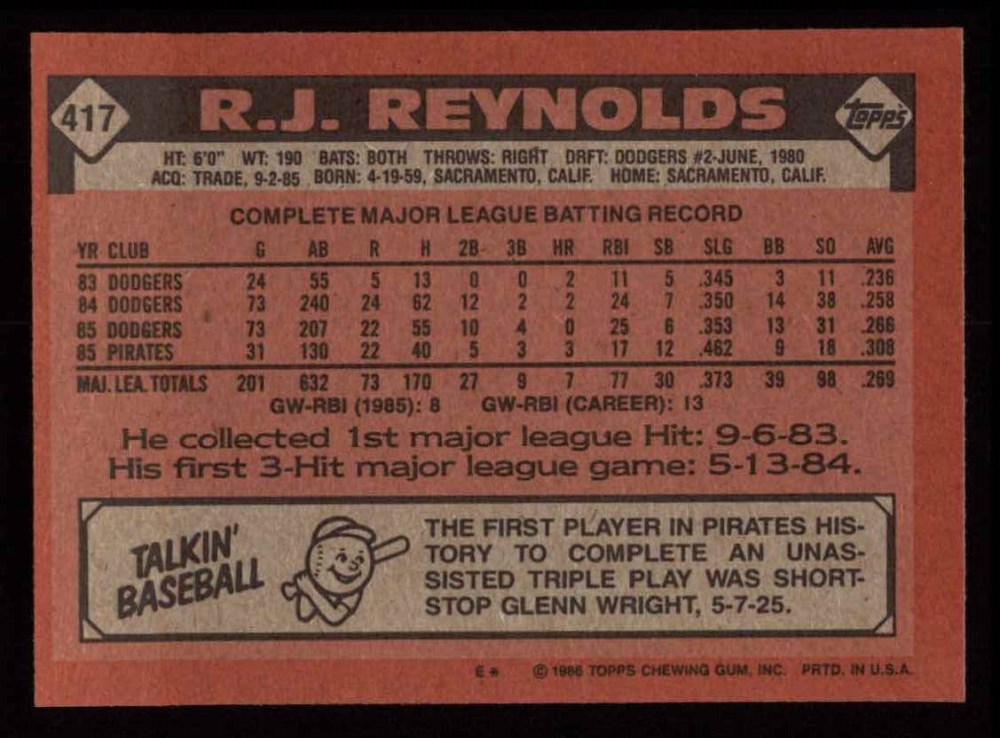 417 R.J. REYNOLDS TOPPS
HT: 6'0" WT: 190 BATS: BOTH THROWS: RIGHT DRFT: DODGERS #2-JUNE, 1980
ACQ: TRADE, 9-2-85 BORN: 4-19-59, SACRAMENTO, CALIF. HOME: SACRAMENTO, CALIF.
COMPLETE MAJOR LEAGUE BATTING RECORD
YR CLUB G AB R H 2B 3B HR RBI SB SLG BB SO AVG
83 DODGERS 24 55 5 13 0 0 2 11 5 .345 3 11 .236
84 DODGERS 73 240 24 62 12 2 2 24 7 .350 14 38 .258
85 DODGERS 73 207 22 55 10 4 0 25 6 .353 13 31 .266
85 PIRATES 31 130 22 40 5 3 3 17 12 .462 9 18 .308
MAJ. LEA. TOTALS 201 632 73 170 27 9 7 77 30 .373 39 98 .269
GW-RBI (1985): 8 GW-RBI (CAREER): 13
He collected 1st major league Hit: 9-6-83.
His first 3-Hit major league game: 5-13-84.
TALKIN'
BASEBALL
THE FIRST PLAYER IN PIRATES HIS-
TORY TO COMPLETE AN UNAS-
SISTED TRIPLE PLAY WAS SHORT-
STOP GLENN WRIGHT, 5-7-25.
E* © 1986 TOPPS CHEWING GUM, INC. PRTD. IN U.S.A.